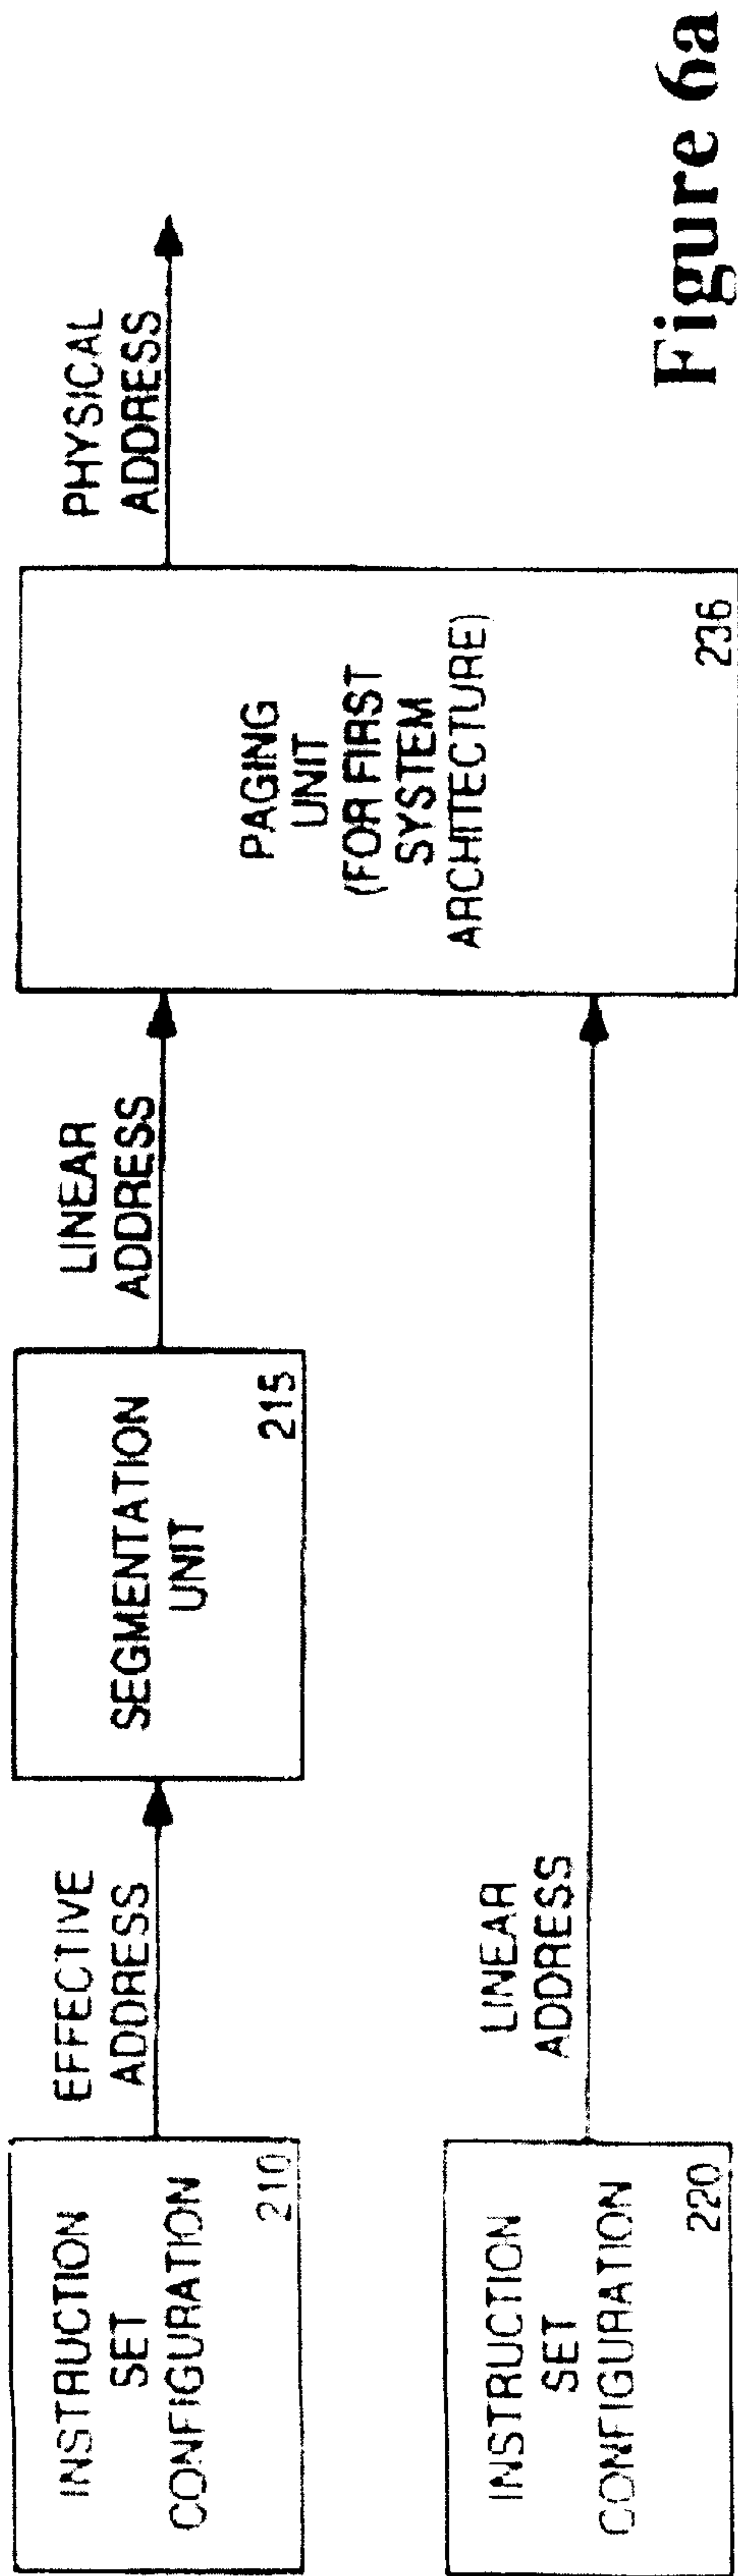 INSTRUCTION
SET
CONFIGURATION
210
EFFECTIVE
ADDRESS
SEGMENTATION
UNIT
215
LINEAR
ADDRESS
PAGING
UNIT
(FOR FIRST
SYSTEM
ARCHITECTURE)
236
PHYSICAL
ADDRESS
INSTRUCTION
SET
CONFIGURATION
220
LINEAR
ADDRESS
Figure 6a